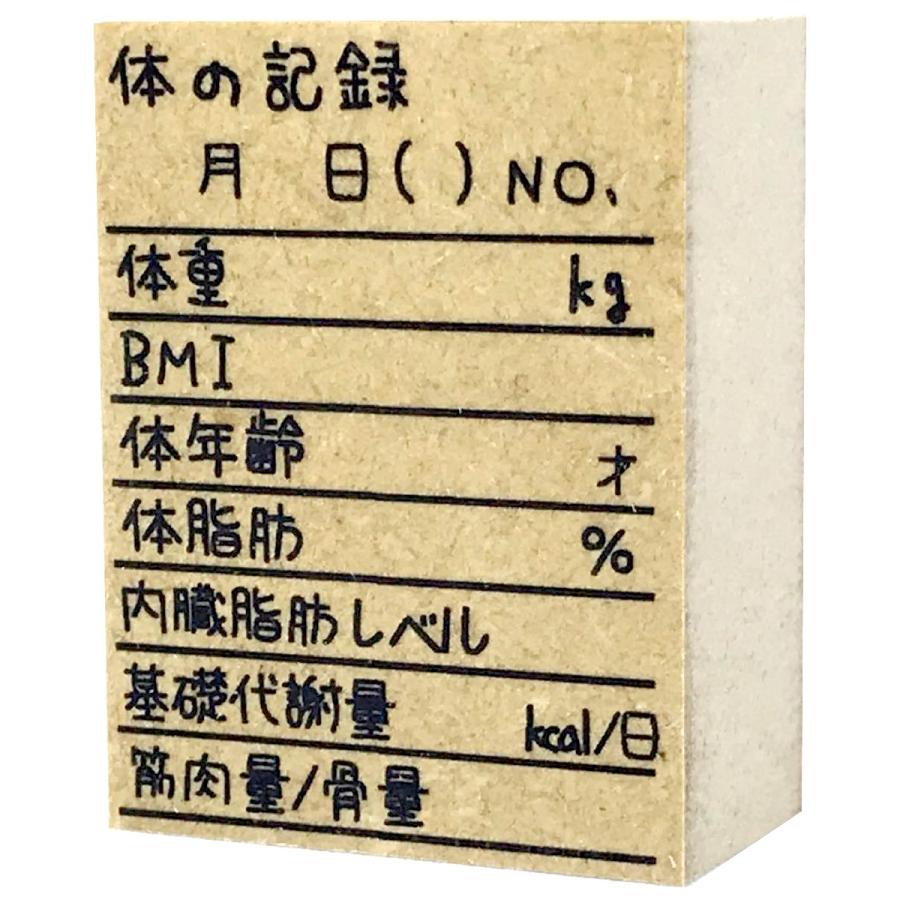 体の記録
月 日( ) NO.
体重 kg
BMI
体年齢 才
体脂肪 %
内臓脂肪レベル
基礎代謝量 kcal/日
筋肉量/骨量